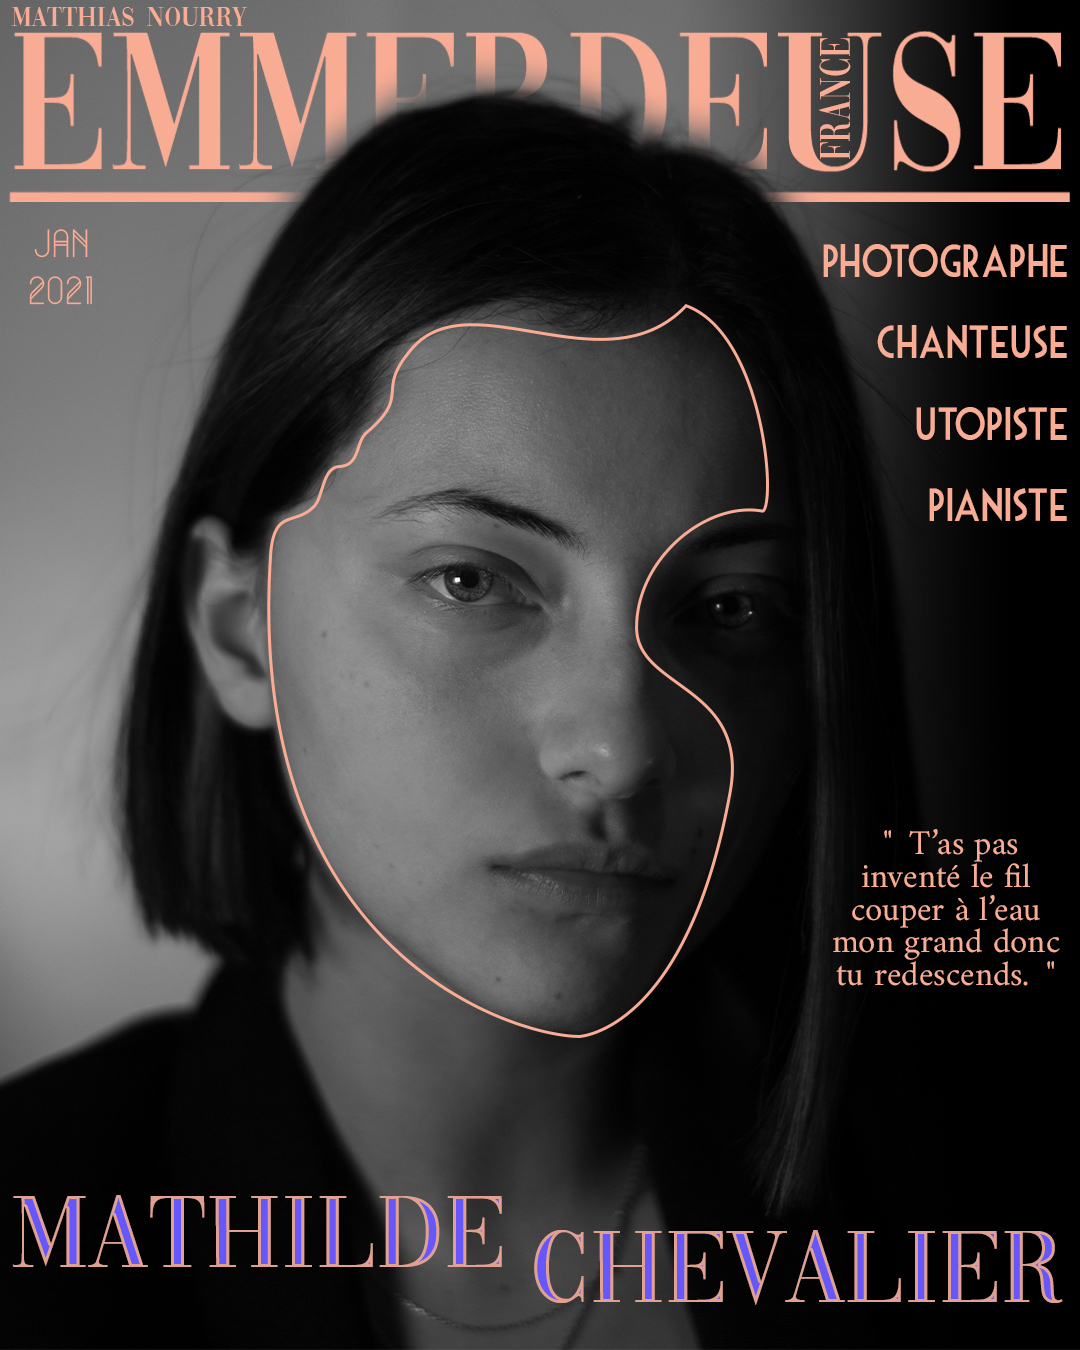 MATTHIAS NOURRY
EMMERDEUSE
FRANCE
JAN
2021
PHOTOGRAPHE
CHANTEUSE
UTOPISTE
PIANISTE
" T'as pas
inventé le fil
couper à l'eau
mon grand donc
tu redescends. "
MATHILDE
CHEVALIER